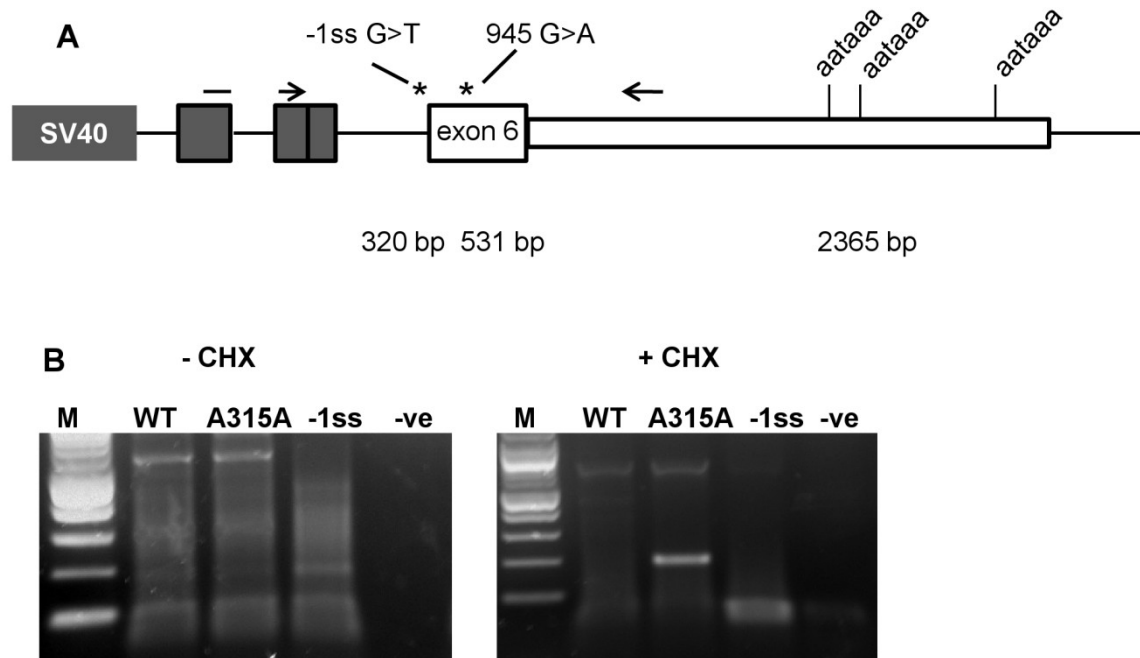 A
-1ss G>T
945 G>A
aataaa
aataaa
aataaa
SV40
exon 6
320 bp
531 bp
2365 bp
B
- CHX
+ CHX
M WT A315A -1ss -ve
M WT A315A -1ss -ve